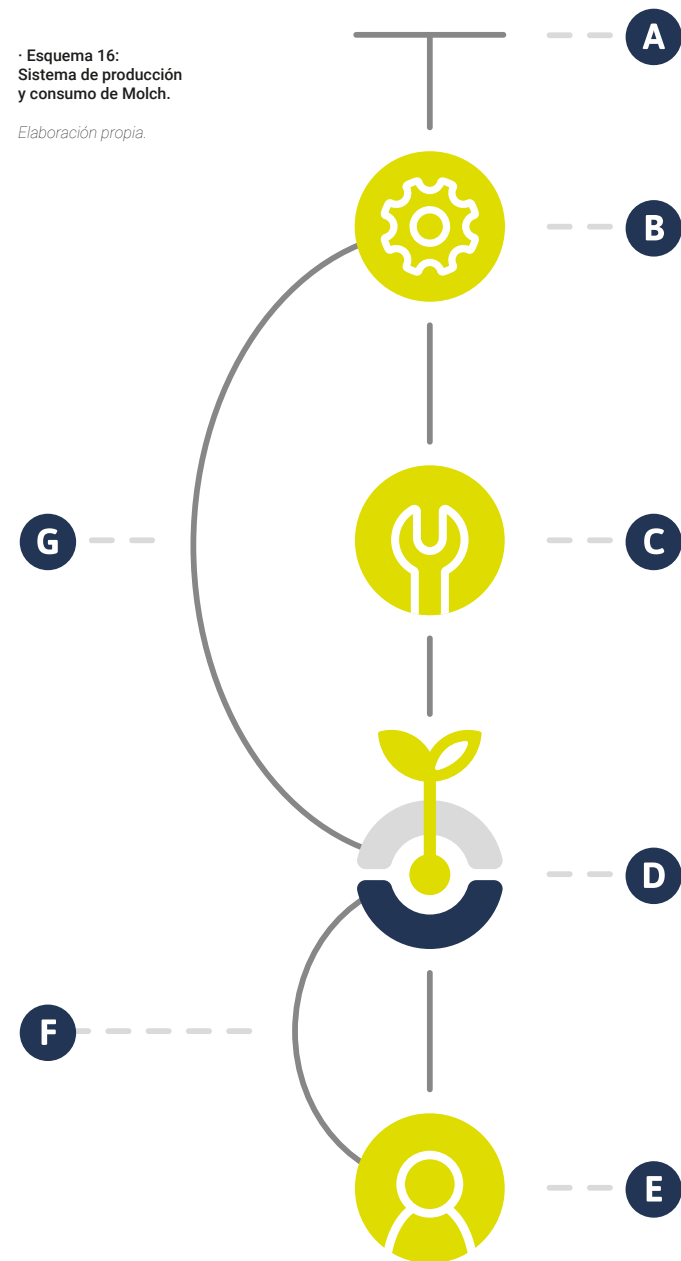 · Esquema 16:
Sistema de producción
y consumo de Molch.
Elaboración propia.
A
B
G
C
D
F
E